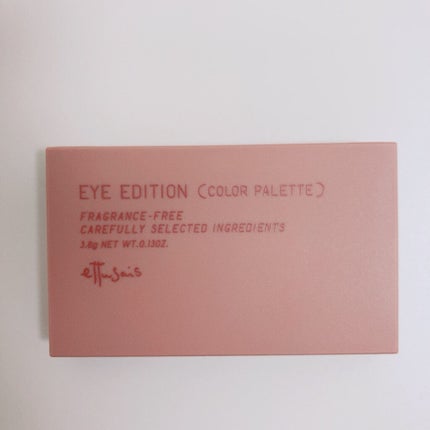 EYE EDITION (COLOR PALETTE)
FRAGRANCE-FREE
CAREFULLY SELECTED INGREDIENTS
3.8g NET WT.0.13OZ.
ettusais